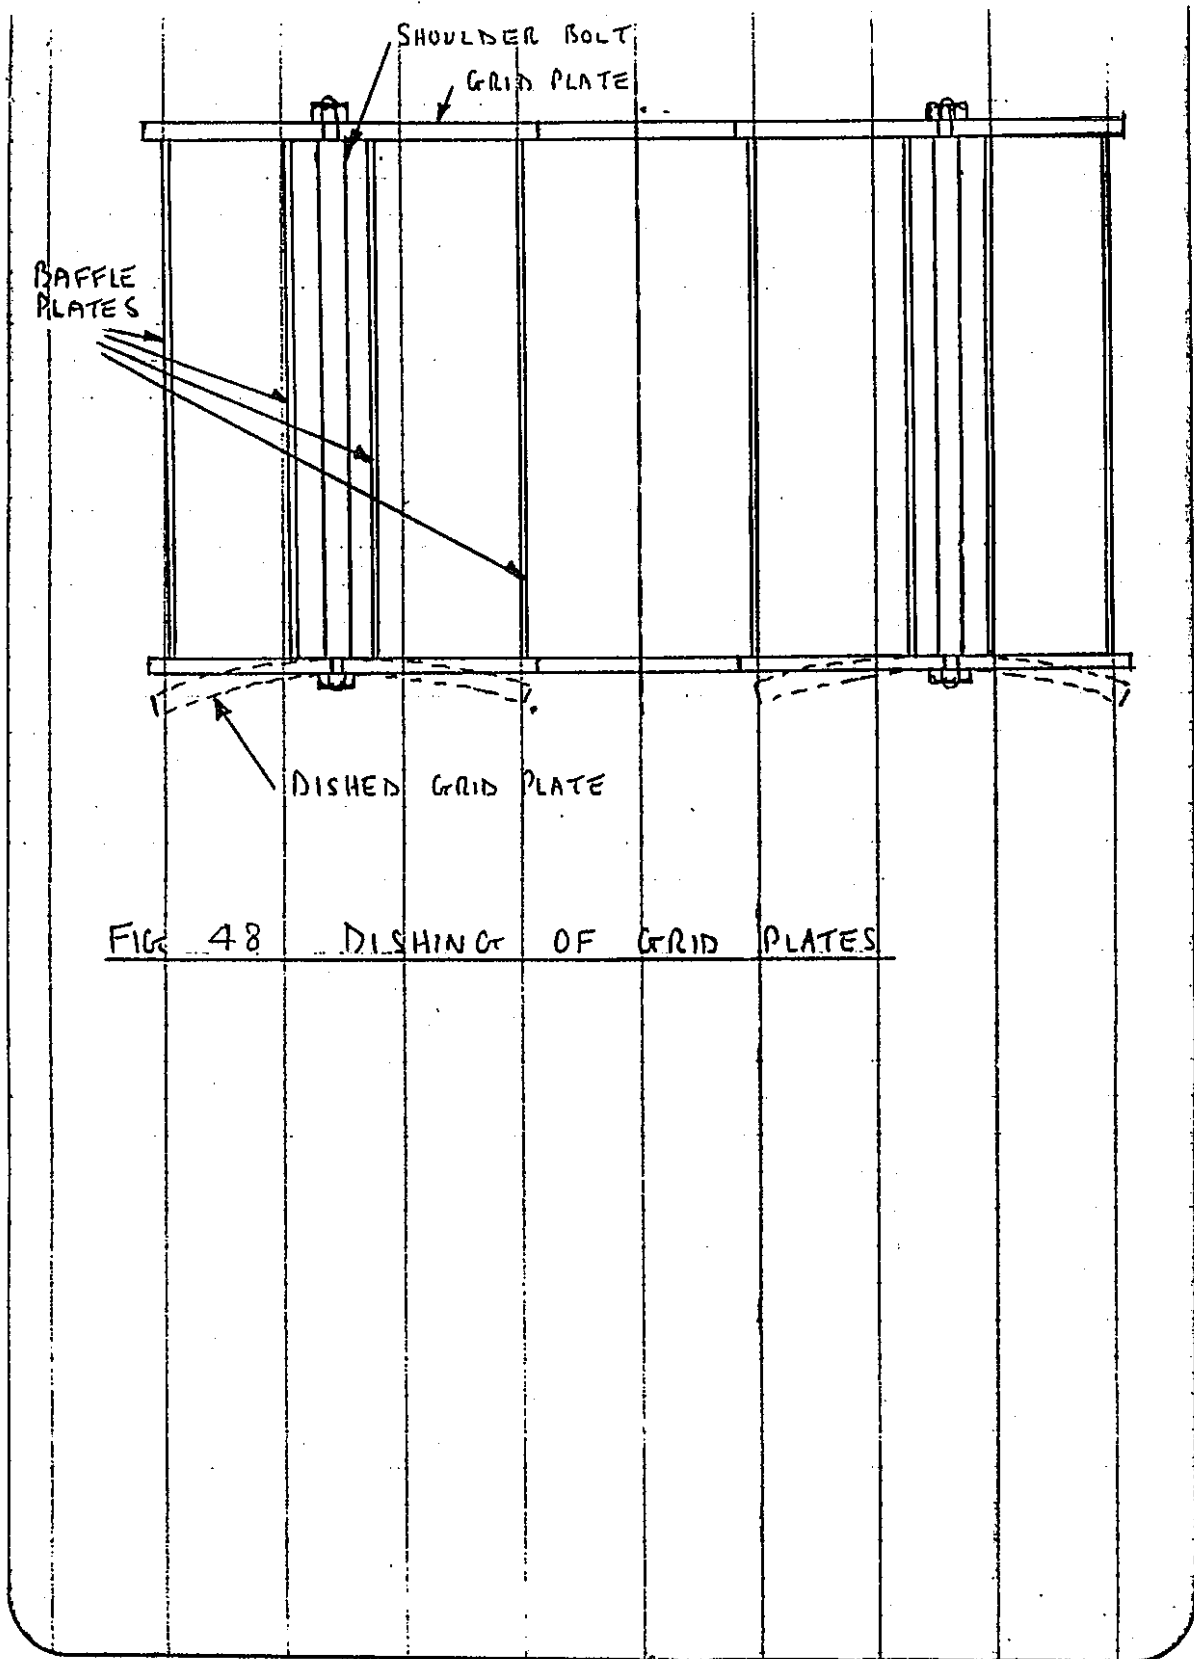 SHOULDER BOLT
GRID PLATE
BAFFLE
PLATES
DISHED GRID PLATE
FIG 48 DISHING OF GRID PLATES